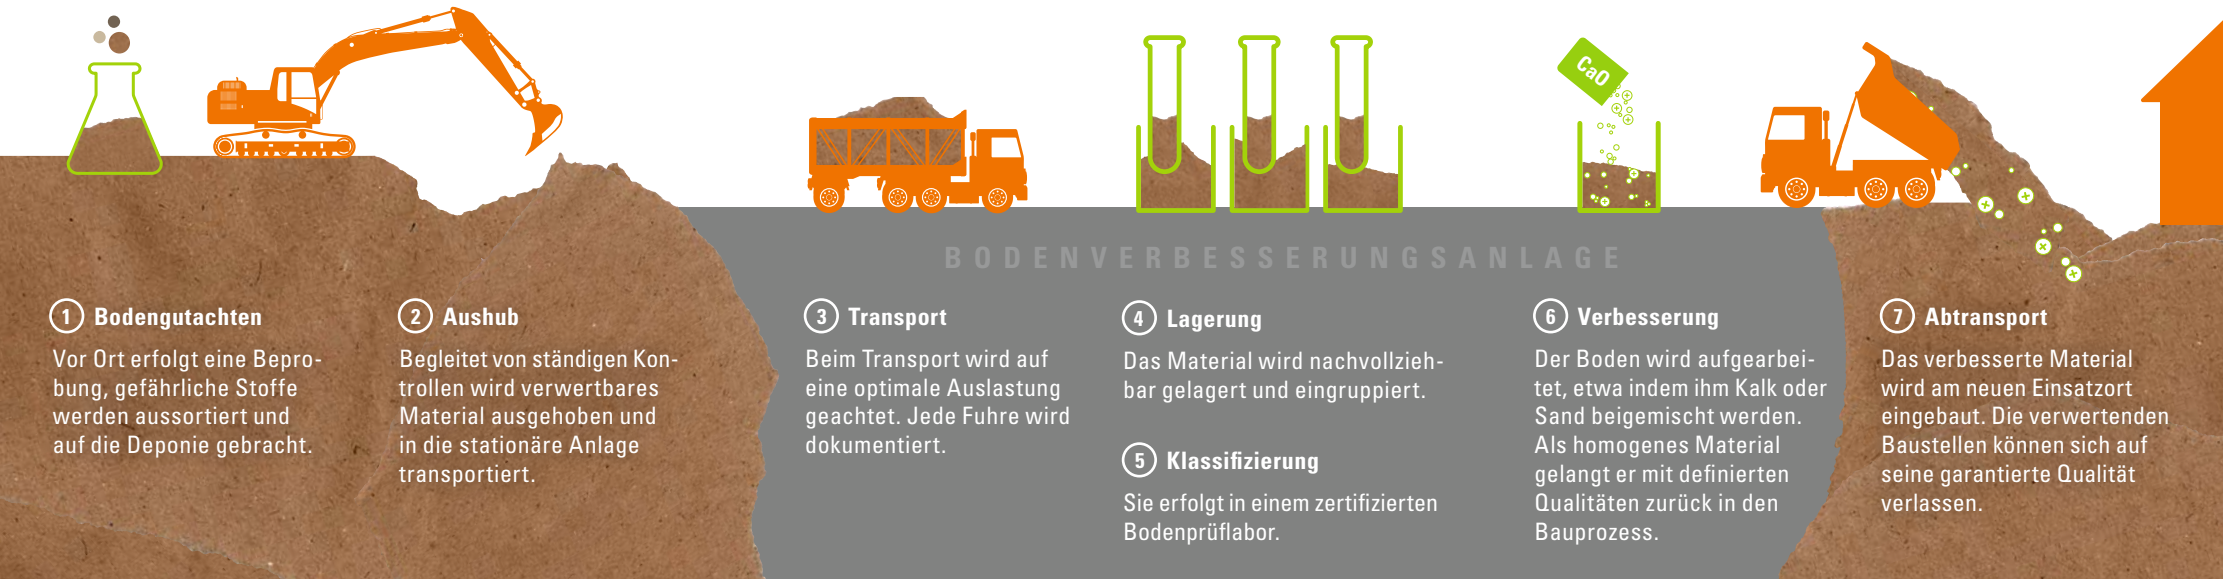 CaO
BODENVERBESSERUNGSANLAGE
1 Bodengutachten
Vor Ort erfolgt eine Bepro-
bung, gefährliche Stoffe
werden aussortiert und
auf die Deponie gebracht.
2 Aushub
Begleitet von ständigen Kon-
trollen wird verwertbares
Material ausgehoben und
in die stationäre Anlage
transportiert.
3 Transport
Beim Transport wird auf
eine optimale Auslastung
geachtet. Jede Fuhre wird
dokumentiert.
4 Lagerung
Das Material wird nachvollzieh-
bar gelagert und eingruppiert.
5 Klassifizierung
Sie erfolgt in einem zertifizierten
Bodenprüflabor.
6 Verbesserung
Der Boden wird aufgearbei-
tet, etwa indem ihm Kalk oder
Sand beigemischt werden.
Als homogenes Material
gelangt er mit definierten
Qualitäten zurück in den
Bauprozess.
7 Abtransport
Das verbesserte Material
wird am neuen Einsatzort
eingebaut. Die verwertenden
Baustellen können sich auf
seine garantierte Qualität
verlassen.